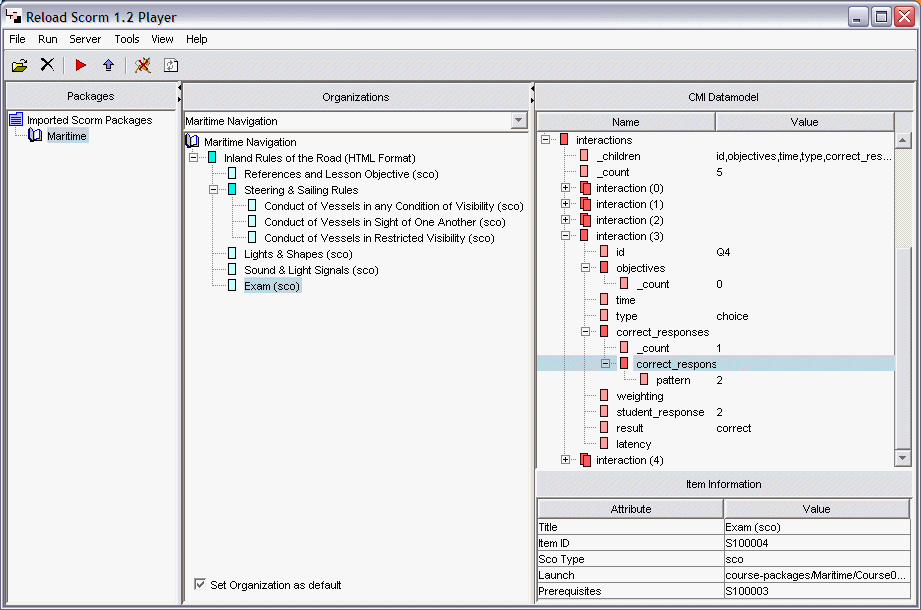 Reload Scorm 1.2 Player
File Run Server Tools View Help
Packages
Imported Scorm Packages
Maritime
Organizations
Maritime Navigation
Maritime Navigation
Inland Rules of the Road (HTML Format)
References and Lesson Objective (sco)
Steering & Sailing Rules
Conduct of Vessels in any Condition of Visibility (sco)
Conduct of Vessels in Sight of One Another (sco)
Conduct of Vessels in Restricted Visibility (sco)
Lights & Shapes (sco)
Sound & Light Signals (sco)
Exam (sco)
Set Organization as default
CMI Datamodel
Name Value
interactions
_children id,objectives,time,type,correct_res...
_count 5
interaction (0)
interaction (1)
interaction (2)
interaction (3)
id Q4
objectives
_count 0
time
type choice
correct_responses
_count 1
correct_respons
pattern 2
weighting
student_response 2
result correct
latency
interaction (4)
Item Information
Attribute Value
Title Exam (sco)
Item ID S100004
Sco Type sco
Launch course-packages/Maritime/Course0...
Prerequisites S100003